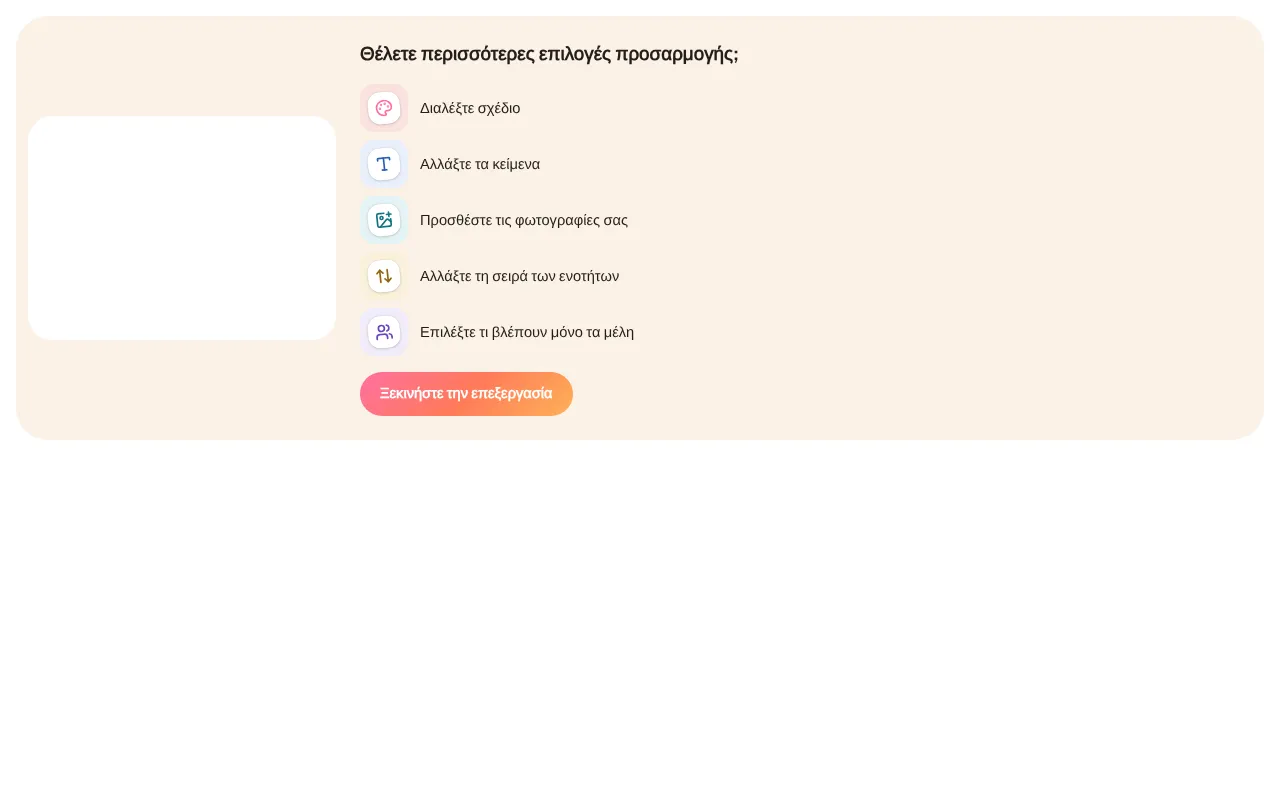 Θέλετε περισσότερες επιλογές προσαρμογής;
Διαλέξτε σχέδιο
Αλλάξτε τα κείμενα
Προσθέστε τις φωτογραφίες σας
Αλλάξτε τη σειρά των ενοτήτων
Επιλέξτε τι βλέπουν μόνο τα μέλη
Ξεκινήστε την επεξεργασία